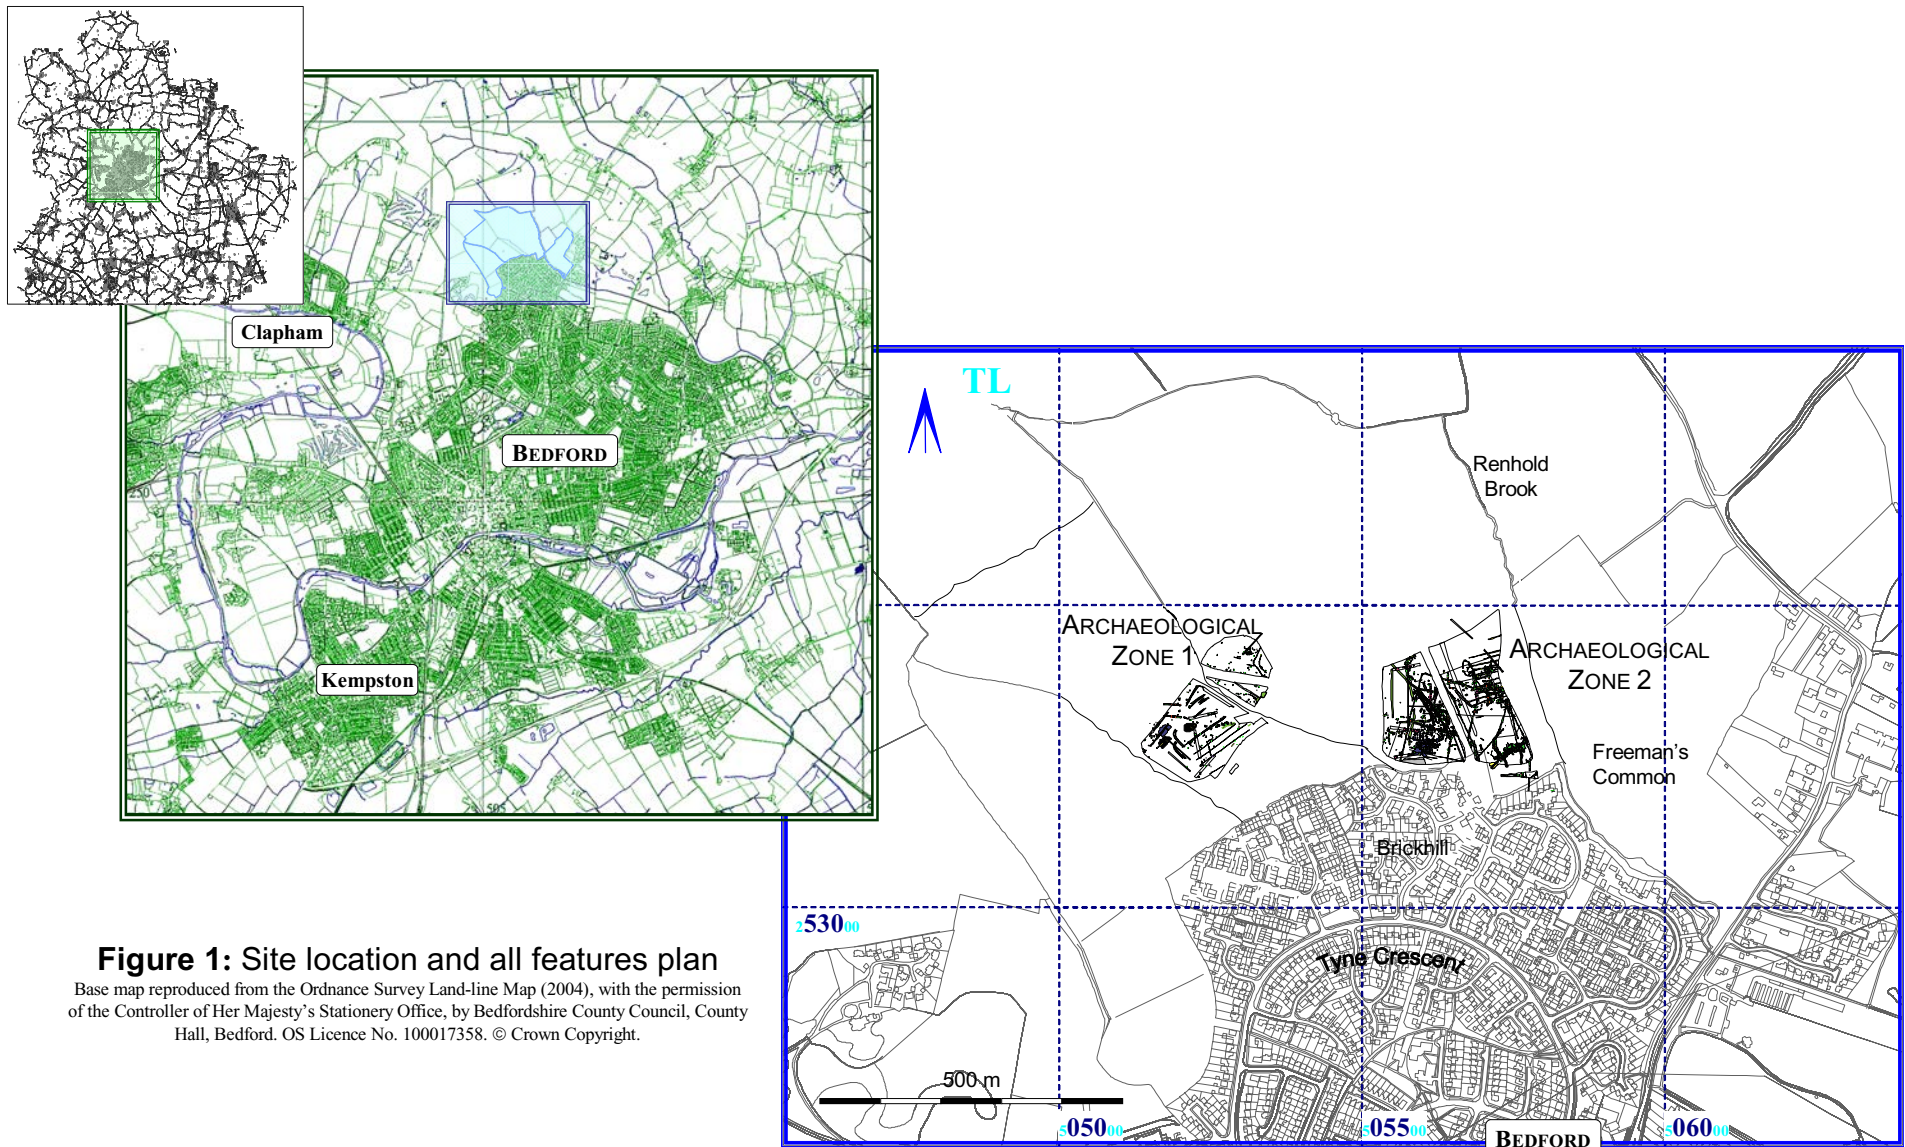 Clapham
BEDFORD
Kempston
250
505
TL
Renhold
Brook
ARCHAEOLOGICAL
ZONE 1
ARCHAEOLOGICAL
ZONE 2
Freeman's
Common
Brickhill
253000
Tyne Crescent
500 m
505000
505500
506000
BEDFORD
Figure 1: Site location and all features plan
Base map reproduced from the Ordnance Survey Land-line Map (2004), with the permission
of the Controller of Her Majesty's Stationery Office, by Bedfordshire County Council, County
Hall, Bedford. OS Licence No. 100017358. © Crown Copyright.